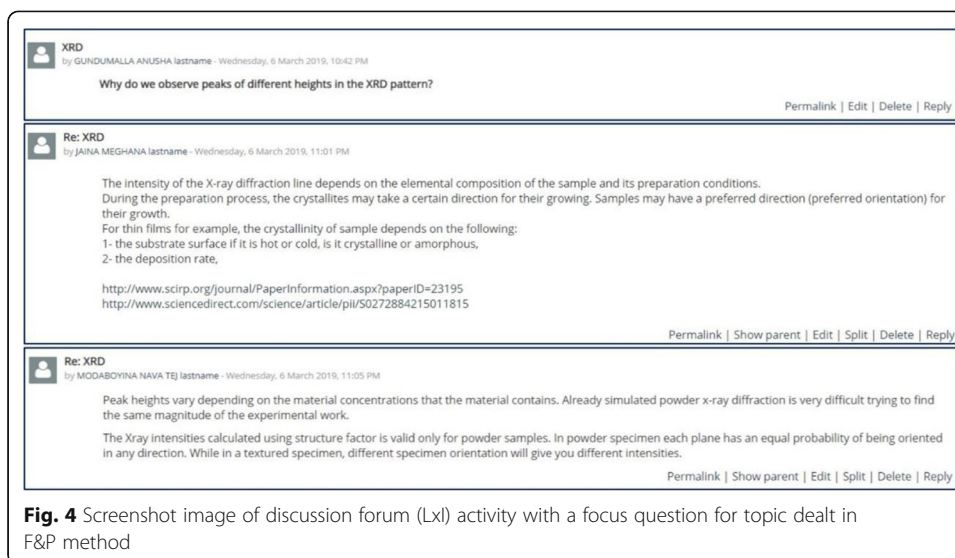 XRD
by GUNDUMALLA ANUSHA lastname - Wednesday, 6 March 2019, 10:42 PM
Why do we observe peaks of different heights in the XRD pattern?
Permalink | Edit | Delete | Reply
Re: XRD
by JAINA MEGHANA lastname - Wednesday, 6 March 2019, 11:01 PM
The intensity of the X-ray diffraction line depends on the elemental composition of the sample and its preparation conditions.
During the preparation process, the crystallites may take a certain direction for their growing. Samples may have a preferred direction (preferred orientation) for
their growth.
For thin films for example, the crystallinity of sample depends on the following:
1- the substrate surface if it is hot or cold, is it crystalline or amorphous,
2- the deposition rate,
http://www.scirp.org/journal/PaperInformation.aspx?paperID=23195
http://www.sciencedirect.com/science/article/pii/S0272884215011815
Permalink | Show parent | Edit | Split | Delete | Reply
Re: XRD
by MODABOYINA NAVA TEJ lastname - Wednesday, 6 March 2019, 11:05 PM
Peak heights vary depending on the material concentrations that the material contains. Already simulated powder x-ray diffraction is very difficult trying to find
the same magnitude of the experimental work.
The Xray intensities calculated using structure factor is valid only for powder samples. In powder specimen each plane has an equal probability of being oriented
in any direction. While in a textured specimen, different specimen orientation will give you different intensities.
Permalink | Show parent | Edit | Split | Delete | Reply
Fig. 4 Screenshot image of discussion forum (LxI) activity with a focus question for topic dealt in
F&P method